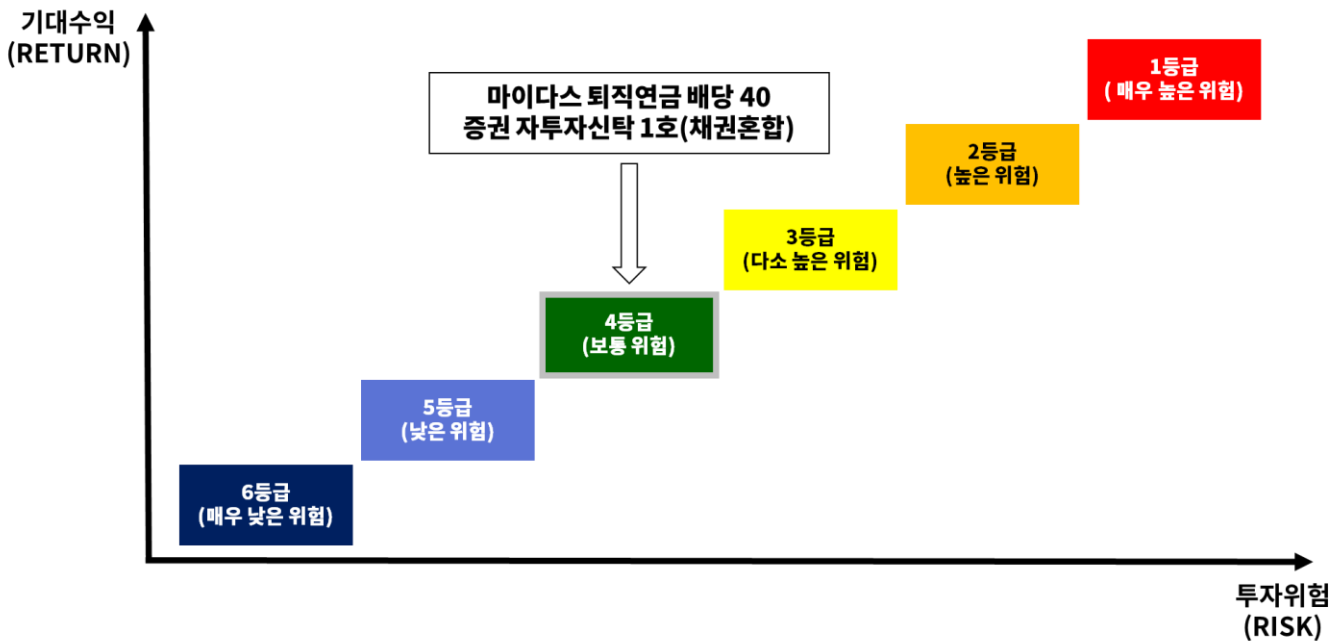 기대수익
(RETURN)
1등급
( 매우 높은 위험)
마이다스 퇴직연금 배당 40
증권 자투자신탁 1호(채권혼합)
2등급
(높은 위험)
3등급
(다소 높은 위험)
4등급
(보통 위험)
5등급
(낮은 위험)
6등급
(매우 낮은 위험)
투자위험
(RISK)